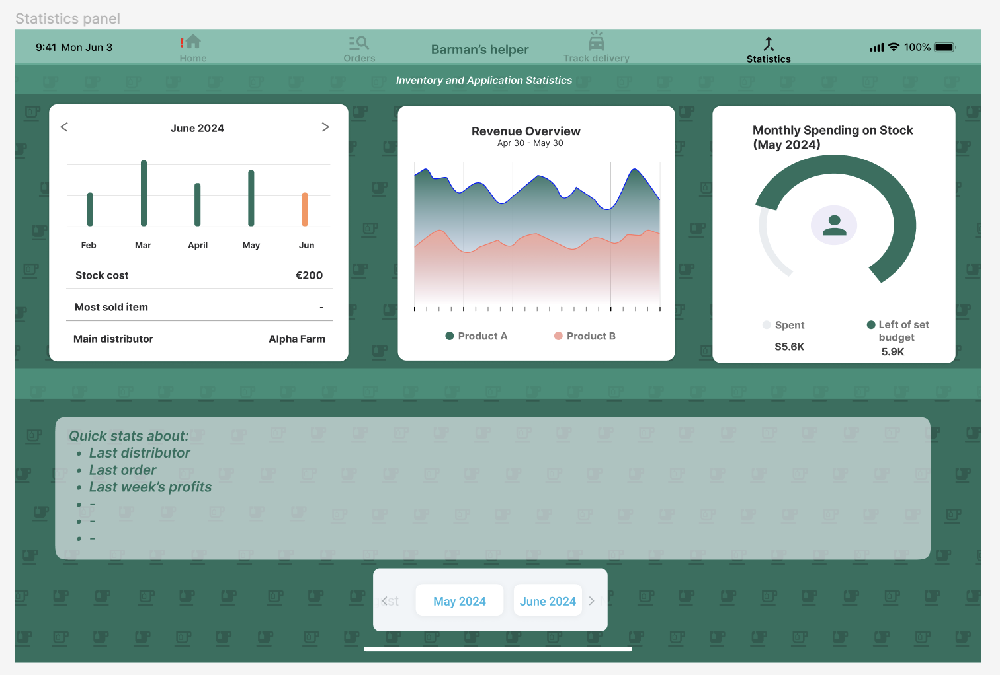 Statistics panel
9:41 Mon Jun 3
!
Home
Orders
Barman's helper
Track delivery
Statistics
100%
Inventory and Application Statistics
June 2024
Feb
Mar
April
May
Jun
Stock cost
€200
Most sold item
-
Main distributor
Alpha Farm
Revenue Overview
Apr 30 - May 30
Product A
Product B
Monthly Spending on Stock
(May 2024)
Spent
$5.6K
Left of set
budget
5.9K
Quick stats about:
• Last distributor
• Last order
• Last week's profits
• -
• -
• -
May 2024
June 2024